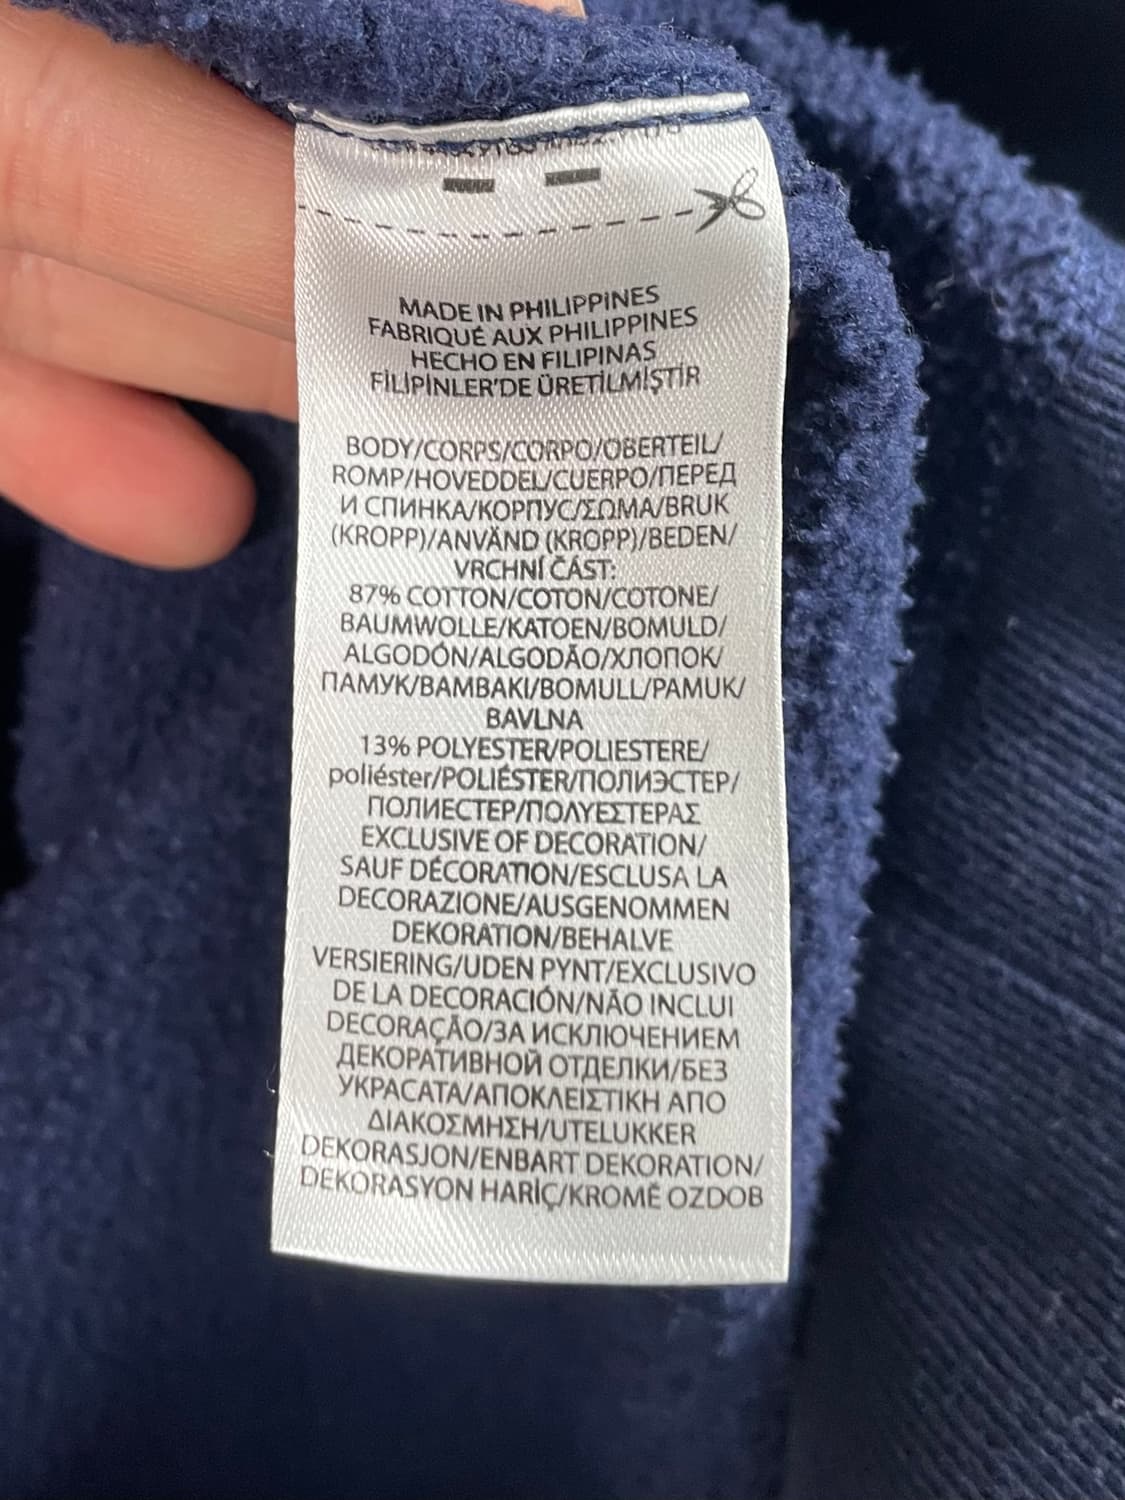 MADE IN PHILIPPINES
FABRIQUÉ AUX PHILIPPINES
HECHO EN FILIPINAS
FİLİPİNLER'DE ÜRETİLMİŞTİR
BODY/CORPS/CORPO/OBERTEIL/
ROMP/HOVEDDEL/CUERPO/ПЕРЕД
И СПИНКА/КОРПУС/ΣΩΜΑ/BRUK
(KROPP)/ANVÄND (KROPP)/BEDEN/
VRCHNÍ ČÁST:
87% COTTON/COTON/COTONE/
BAUMWOLLE/KATOEN/BOMULD/
ALGODÓN/ALGODÃO/ХЛОПОК/
ПАМУК/BAMBAKI/BOMULL/PAMUK/
BAVLNA
13% POLYESTER/POLIESTERE/
poliéster/POLIÉSTER/ПОЛИЭСТЕР/
ПОЛИЕСТЕР/ΠΟΛΥΕΣΤΕΡΑΣ
EXCLUSIVE OF DECORATION/
SAUF DÉCORATION/ESCLUSA LA
DECORAZIONE/AUSGENOMMEN
DEKORATION/BEHALVE
VERSIERING/UDEN PYNT/EXCLUSIVO
DE LA DECORACIÓN/NÃO INCLUI
DECORAÇÃO/ЗА ИСКЛЮЧЕНИЕМ
ДЕКОРАТИВНОЙ ОТДЕЛКИ/БЕЗ
УКРАСАТА/ΑΠΟΚΛΕΙΣΤΙΚΗ ΑΠΟ
ΔΙΑΚΟΣΜΗΣΗ/UTELUKKER
DEKORASJON/ENBART DEKORATION/
DEKORASYON HARİÇ/KROMĚ OZDOB